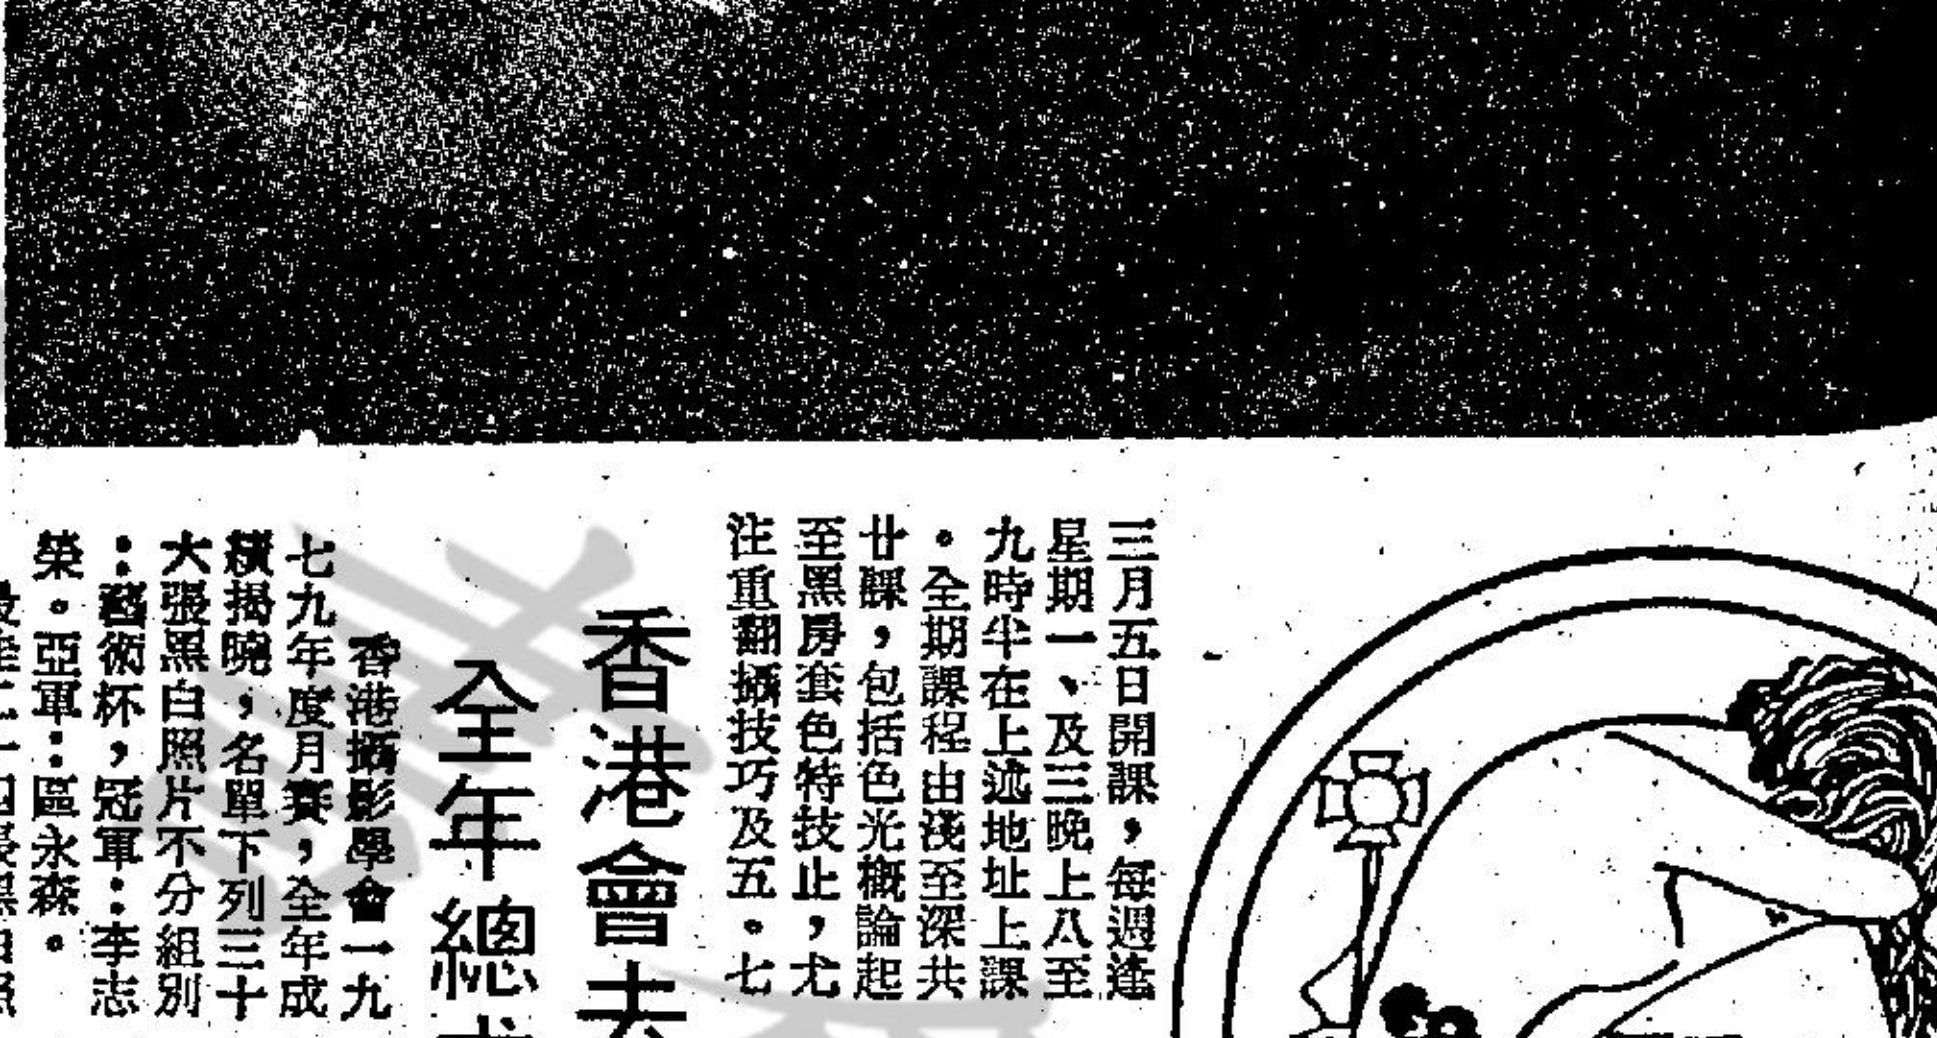 三月五日開課，每週逢
星期一、及三晚上八至
九時半在上述地址上課
。全期課程由淺至深共
廿課，包括色光概論起
至黑房套色特技止，尤
注重翻攝技巧及五。七
香港會去
全年總
香港攝影學會一九
七九年度月賽，全年成
績揭曉，名單下列三十
大張黑白照片不分組別
：藝術杯，冠軍：李志
榮。亞軍：區永森。